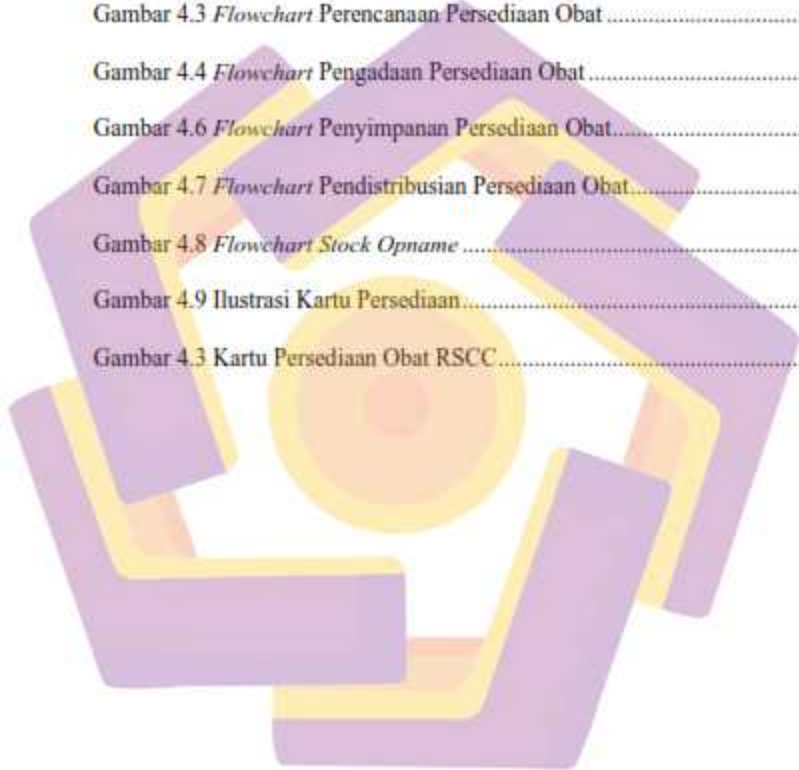 Gambar 4.3 Flowchart Perencanaan Persediaan Obat ....................................
Gambar 4.4 Flowchart Pengadaan Persediaan Obat ........................................
Gambar 4.6 Flowchart Penyimpanan Persediaan Obat....................................
Gambar 4.7 Flowchart Pendistribusian Persediaan Obat.................................
Gambar 4.8 Flowchart Stock Opname ................................................................
Gambar 4.9 Ilustrasi Kartu Persediaan................................................................
Gambar 4.3 Kartu Persediaan Obat RSCC.........................................................